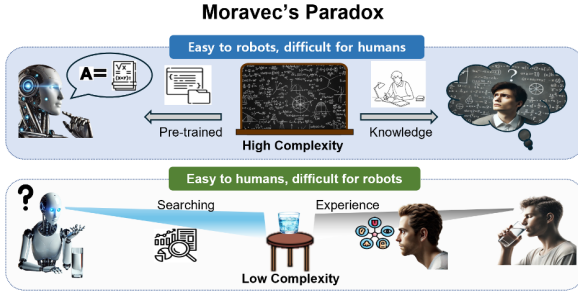 Moravec's Paradox
Easy to robots, difficult for humans
A=
?
Pre-trained
Knowledge
High Complexity
Easy to humans, difficult for robots
?
Searching
Experience
Low Complexity